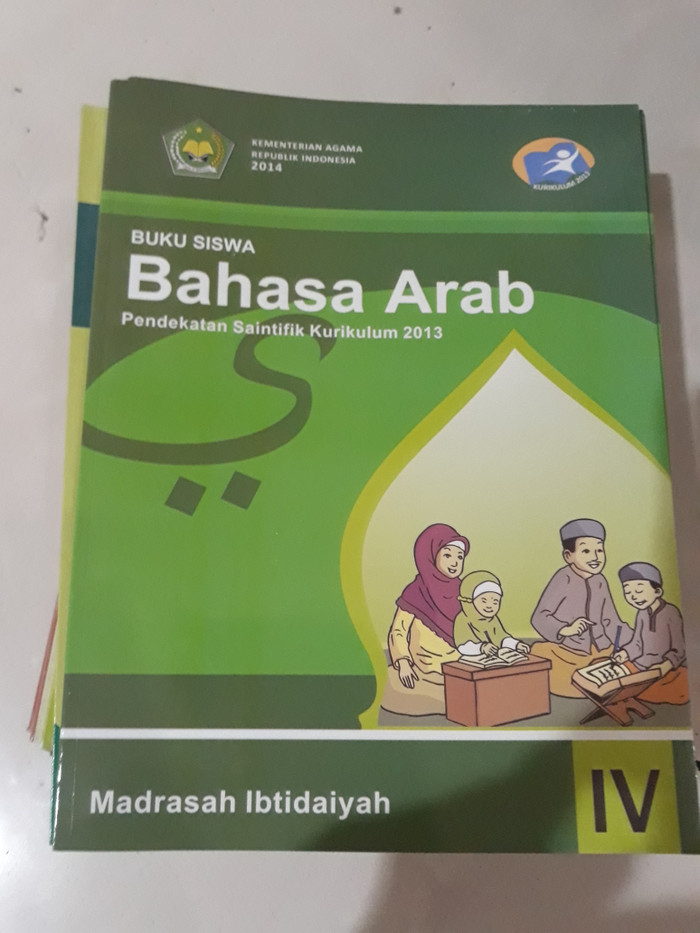 KEMENTERIAN AGAMA
REPUBLIK INDONESIA
2014
KURIKULUM 2013
BUKU SISWA
Bahasa Arab
Pendekatan Saintifik Kurikulum 2013
ي
Madrasah Ibtidaiyah
IV